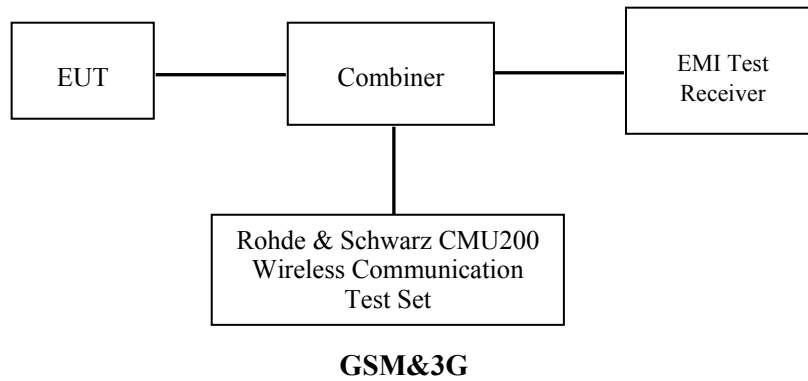 EUT
Combiner
EMI Test
Receiver
Rohde & Schwarz CMU200
Wireless Communication
Test Set
GSM&3G